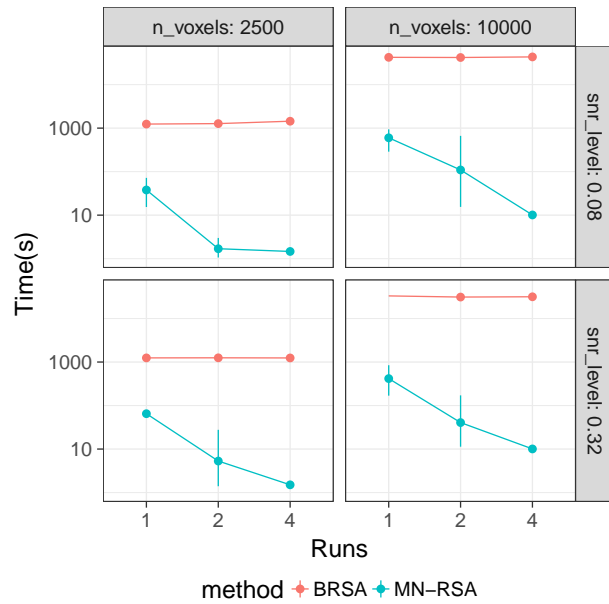 n_voxels: 2500
n_voxels: 10000
1000
10
snr_level: 0.08
1000
10
snr_level: 0.32
Time(s)
1 2 4
1 2 4
Runs
method BRSA MN−RSA